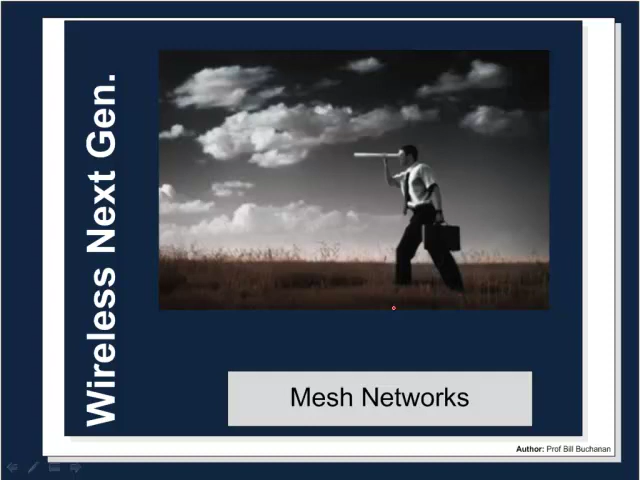 Wireless Next Gen.
Mesh Networks
Author: Prof Bill Buchanan